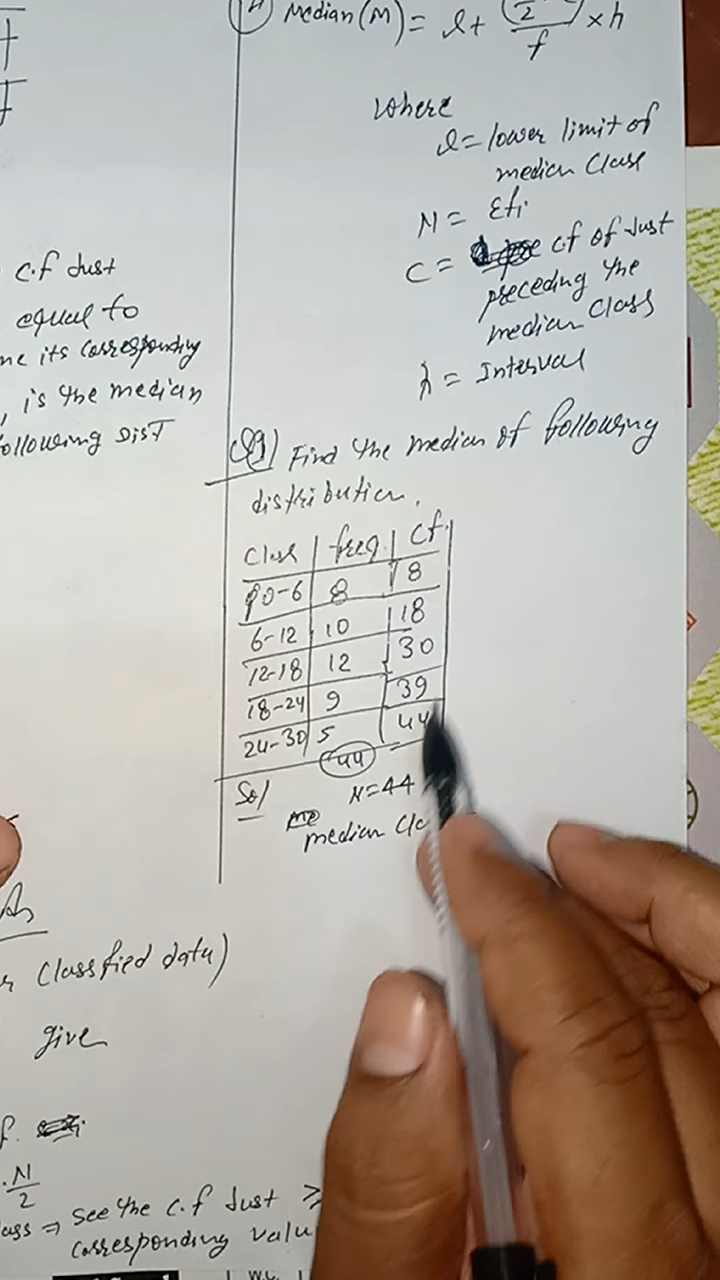 Median (M) = l + (2 / f × h
where
l = lower limit of
median class
N = Σfi
C = cf of Just
preceding the
median class
h = Interval
Find the median of following
distribution.
class freq. cf.
0-6 8 8
6-12 10 18
12-18 12 30
18-24 9 39
24-30 5 44
44
Sol N=44
median
c.f Just
equal to
its corresponding
, is the median
following Dist
classfied data)
give
f.
N/2
⇒ see the c.f Just ≥
corresponding